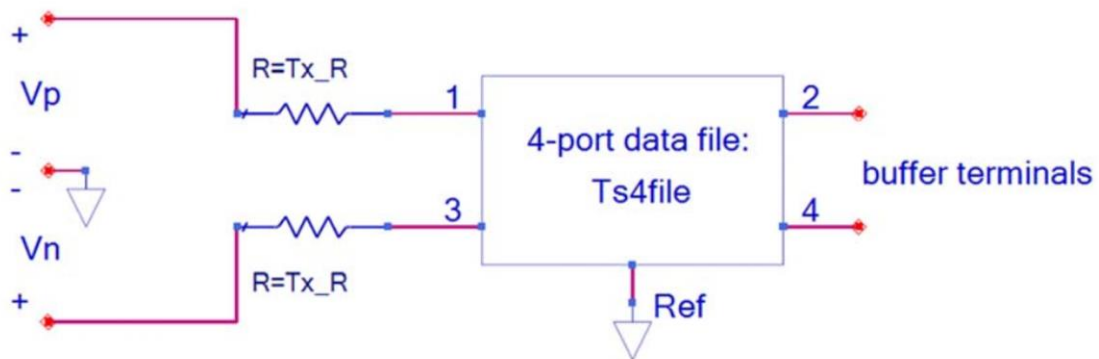 +
Vp
-
-
Vn
+
R=Tx_R
R=Tx_R
1
3
4-port data file:
Ts4file
2
4
buffer terminals
Ref